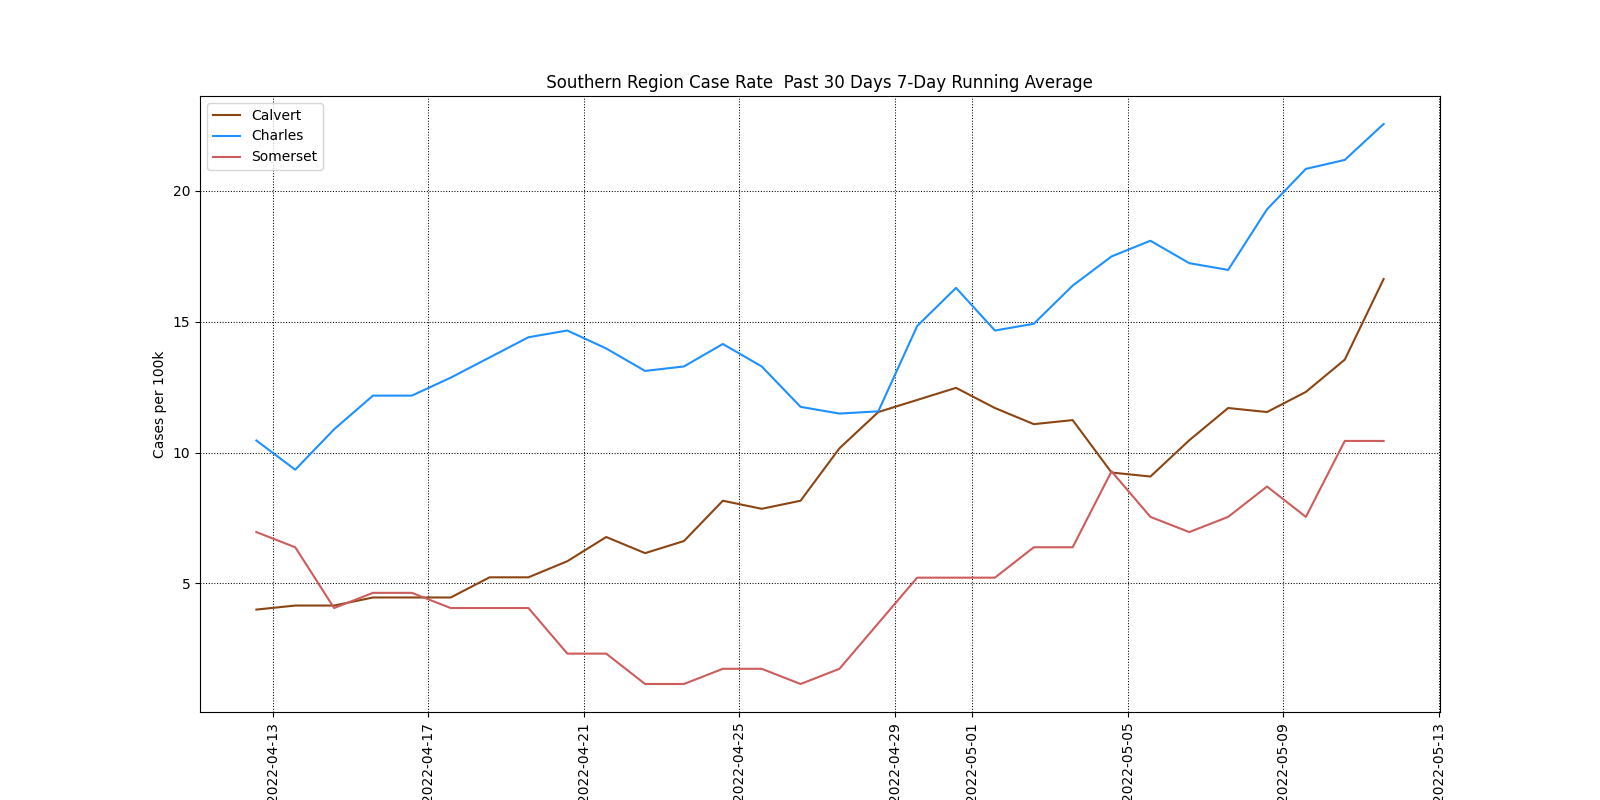 Southern Region Case Rate  Past 30 Days 7-Day Running Average
Calvert
Charles
Somerset
20
15
10
5
Cases per 100k
2022-04-13
2022-04-17
2022-04-21
2022-04-25
2022-04-29
2022-05-01
2022-05-05
2022-05-09
2022-05-13